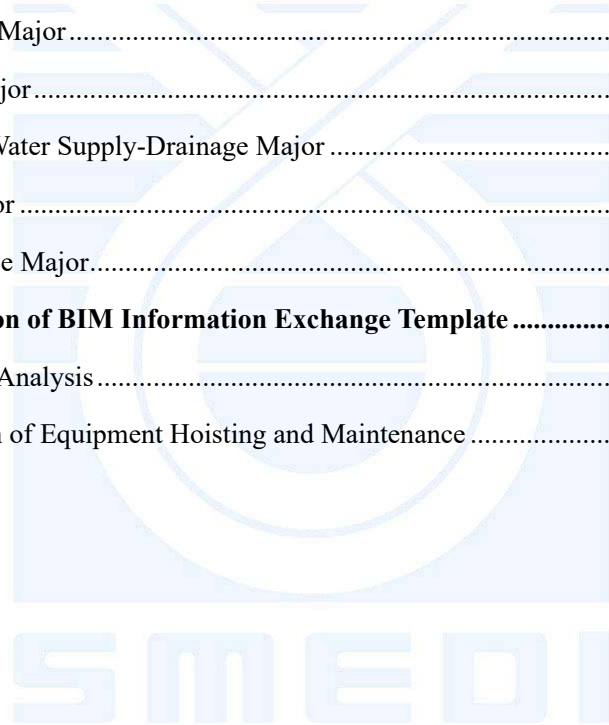 Major ................................................................................................
jor ................................................................................................
Water Supply-Drainage Major ................................................
or ................................................................................................
e Major ................................................................................................
on of BIM Information Exchange Template ...............
Analysis ................................................................................................
n of Equipment Hoisting and Maintenance ........................
SMEDI